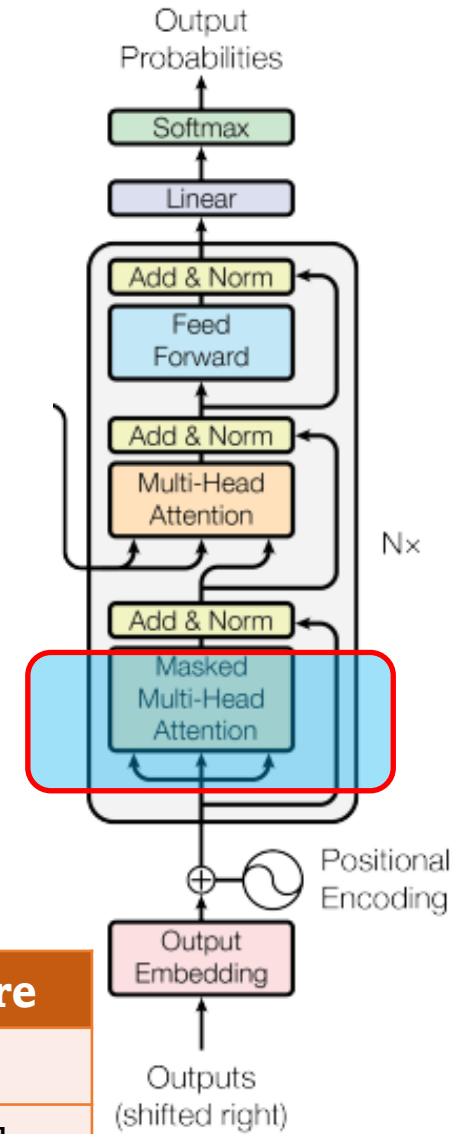 Output
Probabilities
Softmax
Linear
Add & Norm
Feed
Forward
Add & Norm
Multi-Head
Attention
N×
Add & Norm
Masked
Multi-Head
Attention
Positional
Encoding
Output
Embedding
re
Outputs
(shifted right)